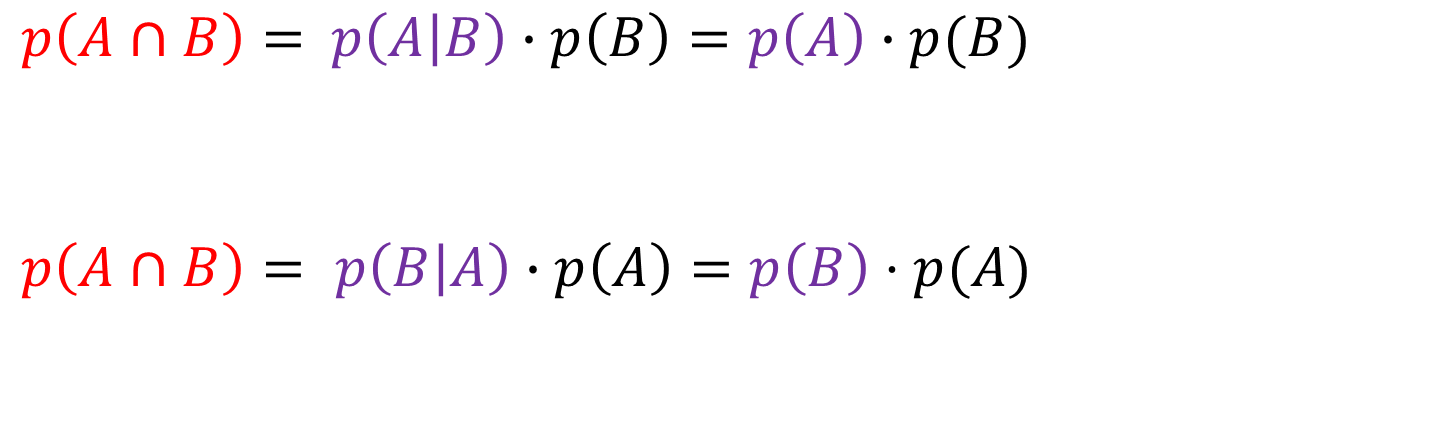 p(A ∩ B) = p(A|B) · p(B) = p(A) · p(B)
p(A ∩ B) = p(B|A) · p(A) = p(B) · p(A)